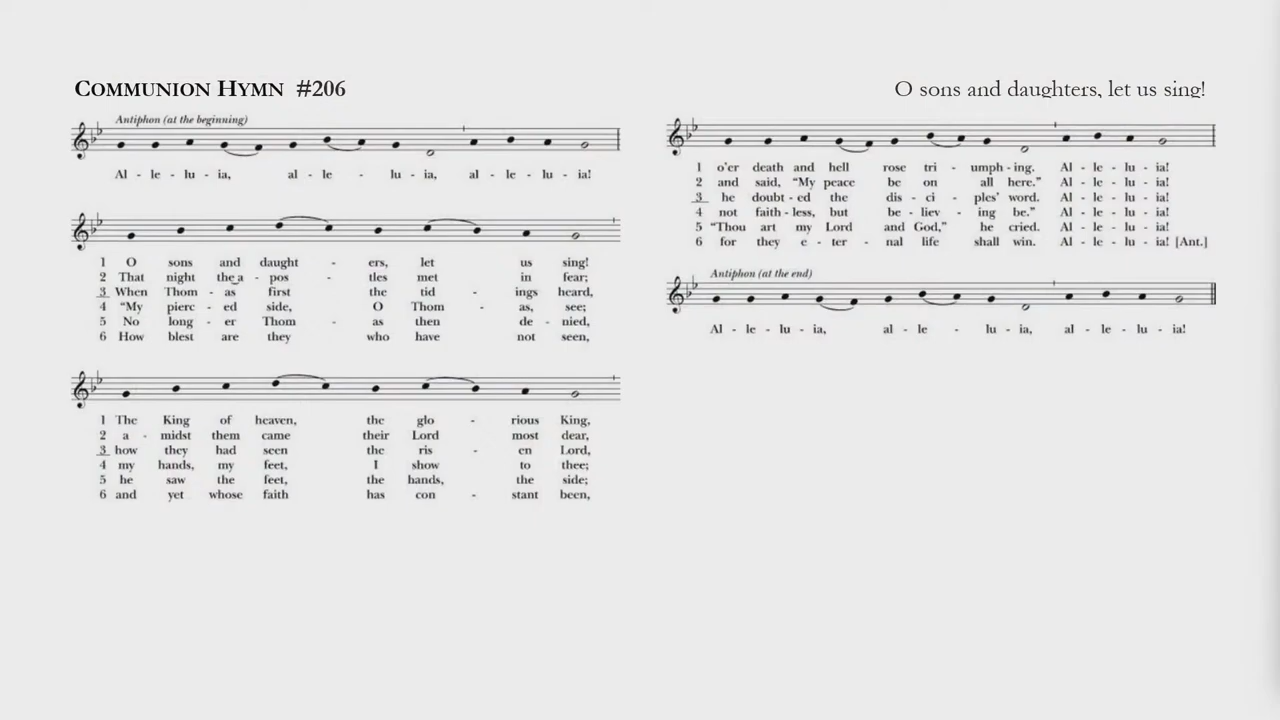 COMMUNION HYMN #206
O sons and daughters, let us sing!
Antiphon (at the beginning)
Al - le - lu - ia, al - le - lu - ia, al - le - lu - ia!
1 O sons and daught - ers, let us sing!
2 That night the a - pos - tles met in fear;
3 When Thom - as first the tid - ings heard,
4 “My pierc - ed side, O Thom - as, see;
5 No long - er Thom - as then de - nied,
6 How blest are they who have not seen,
1 The King of heaven, the glo - rious King,
2 a - midst them came their Lord most dear,
3 how they had seen the ris - en Lord,
4 my hands, my feet, I show to thee;
5 he saw the feet, the hands, the side;
6 and yet whose faith has con - stant been,
1 o'er death and hell rose tri - umph - ing. Al - le - lu - ia!
2 and said, “My peace be on all here.” Al - le - lu - ia!
3 he doubt - ed the dis - ci - ples' word. Al - le - lu - ia!
4 not faith - less, but be - liev - ing be.” Al - le - lu - ia!
5 “Thou art my Lord and God,” he cried. Al - le - lu - ia!
6 for they e - ter - nal life shall win. Al - le - lu - ia! [Ant.]
Antiphon (at the end)
Al - le - lu - ia, al - le - lu - ia, al - le - lu - ia!